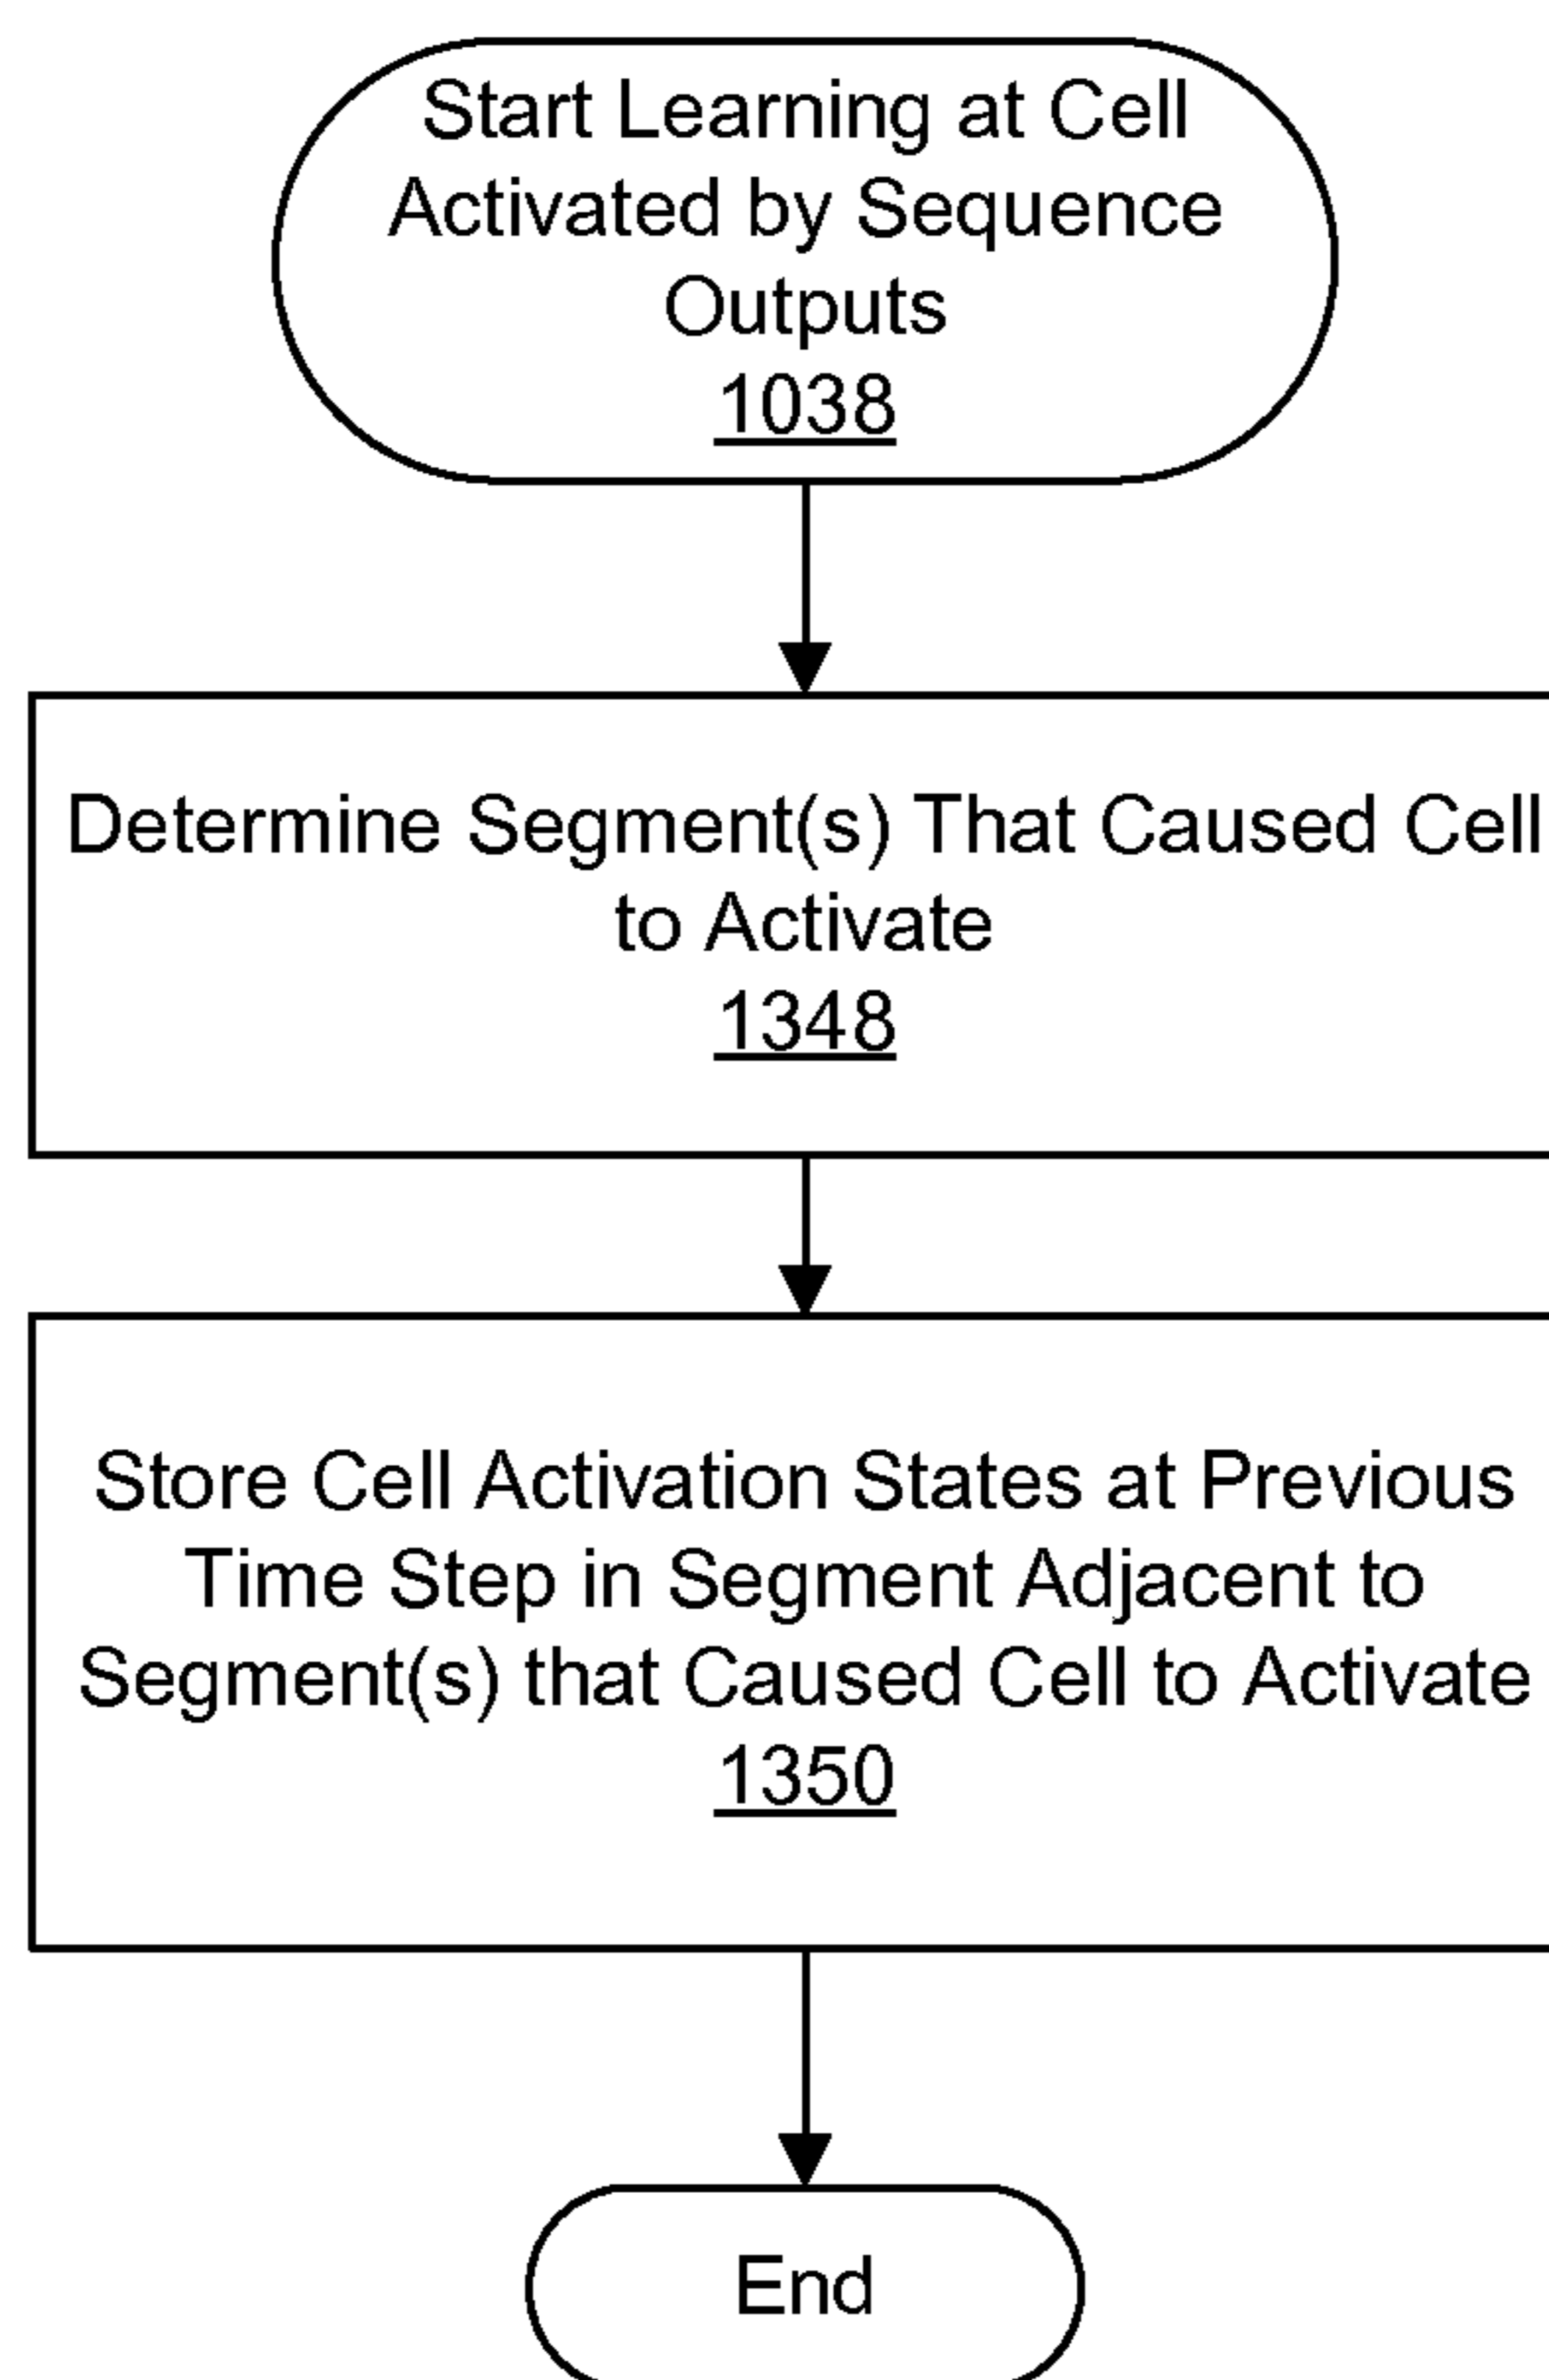 Start Learning at Cell
Activated by Sequence
Outputs
1038
Determine Segment(s) That Caused Cell
to Activate
1348
Store Cell Activation States at Previous
Time Step in Segment Adjacent to
Segment(s) that Caused Cell to Activate
1350
End